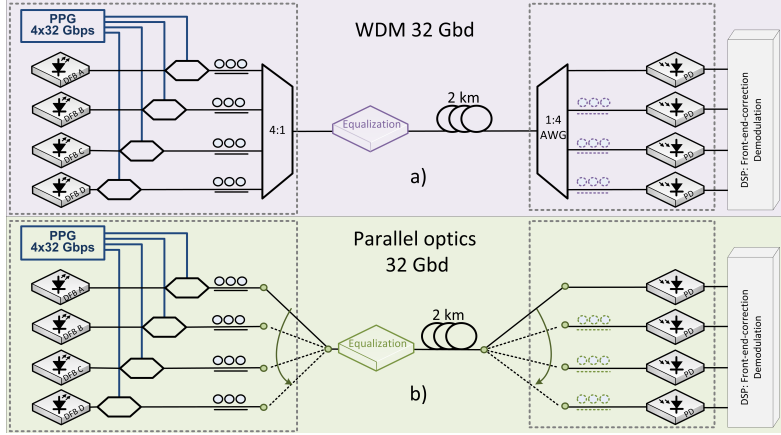 PPG
4x32 Gbps
WDM 32 Gbd
DFB A
DFB B
DFB C
DFB D
4:1
Equalization
2 km
a)
1:4
AWG
PD
PD
PD
PD
DSP: Front-end-correction
Demodulation
PPG
4x32 Gbps
Parallel optics
32 Gbd
DFB A
DFB B
DFB C
DFB D
Equalization
2 km
b)
PD
PD
PD
PD
DSP: Front-end-correction
Demodulation